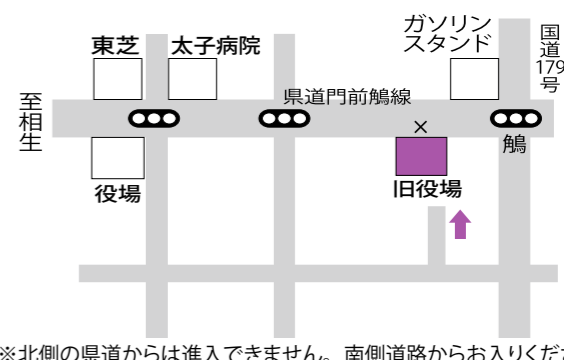 ガソリン
スタンド
国道179号
東芝
太子病院
県道門前鵤線
至相生
×
鵤
役場
旧役場
※北側の県道からは進入できません。南側道路からお入りくだ